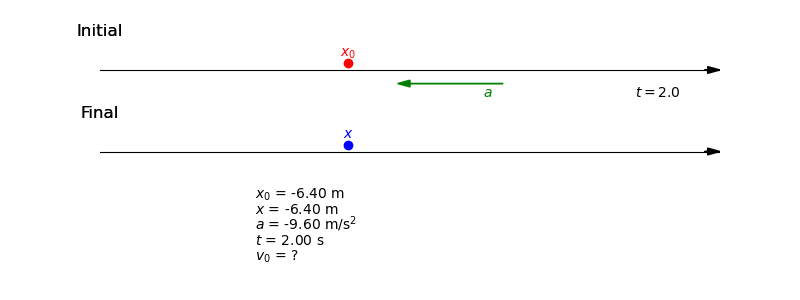 Initial
x₀
a
t = 2.0
Final
x
x₀ = -6.40 m
x = -6.40 m
a = -9.60 m/s²
t = 2.00 s
v₀ = ?